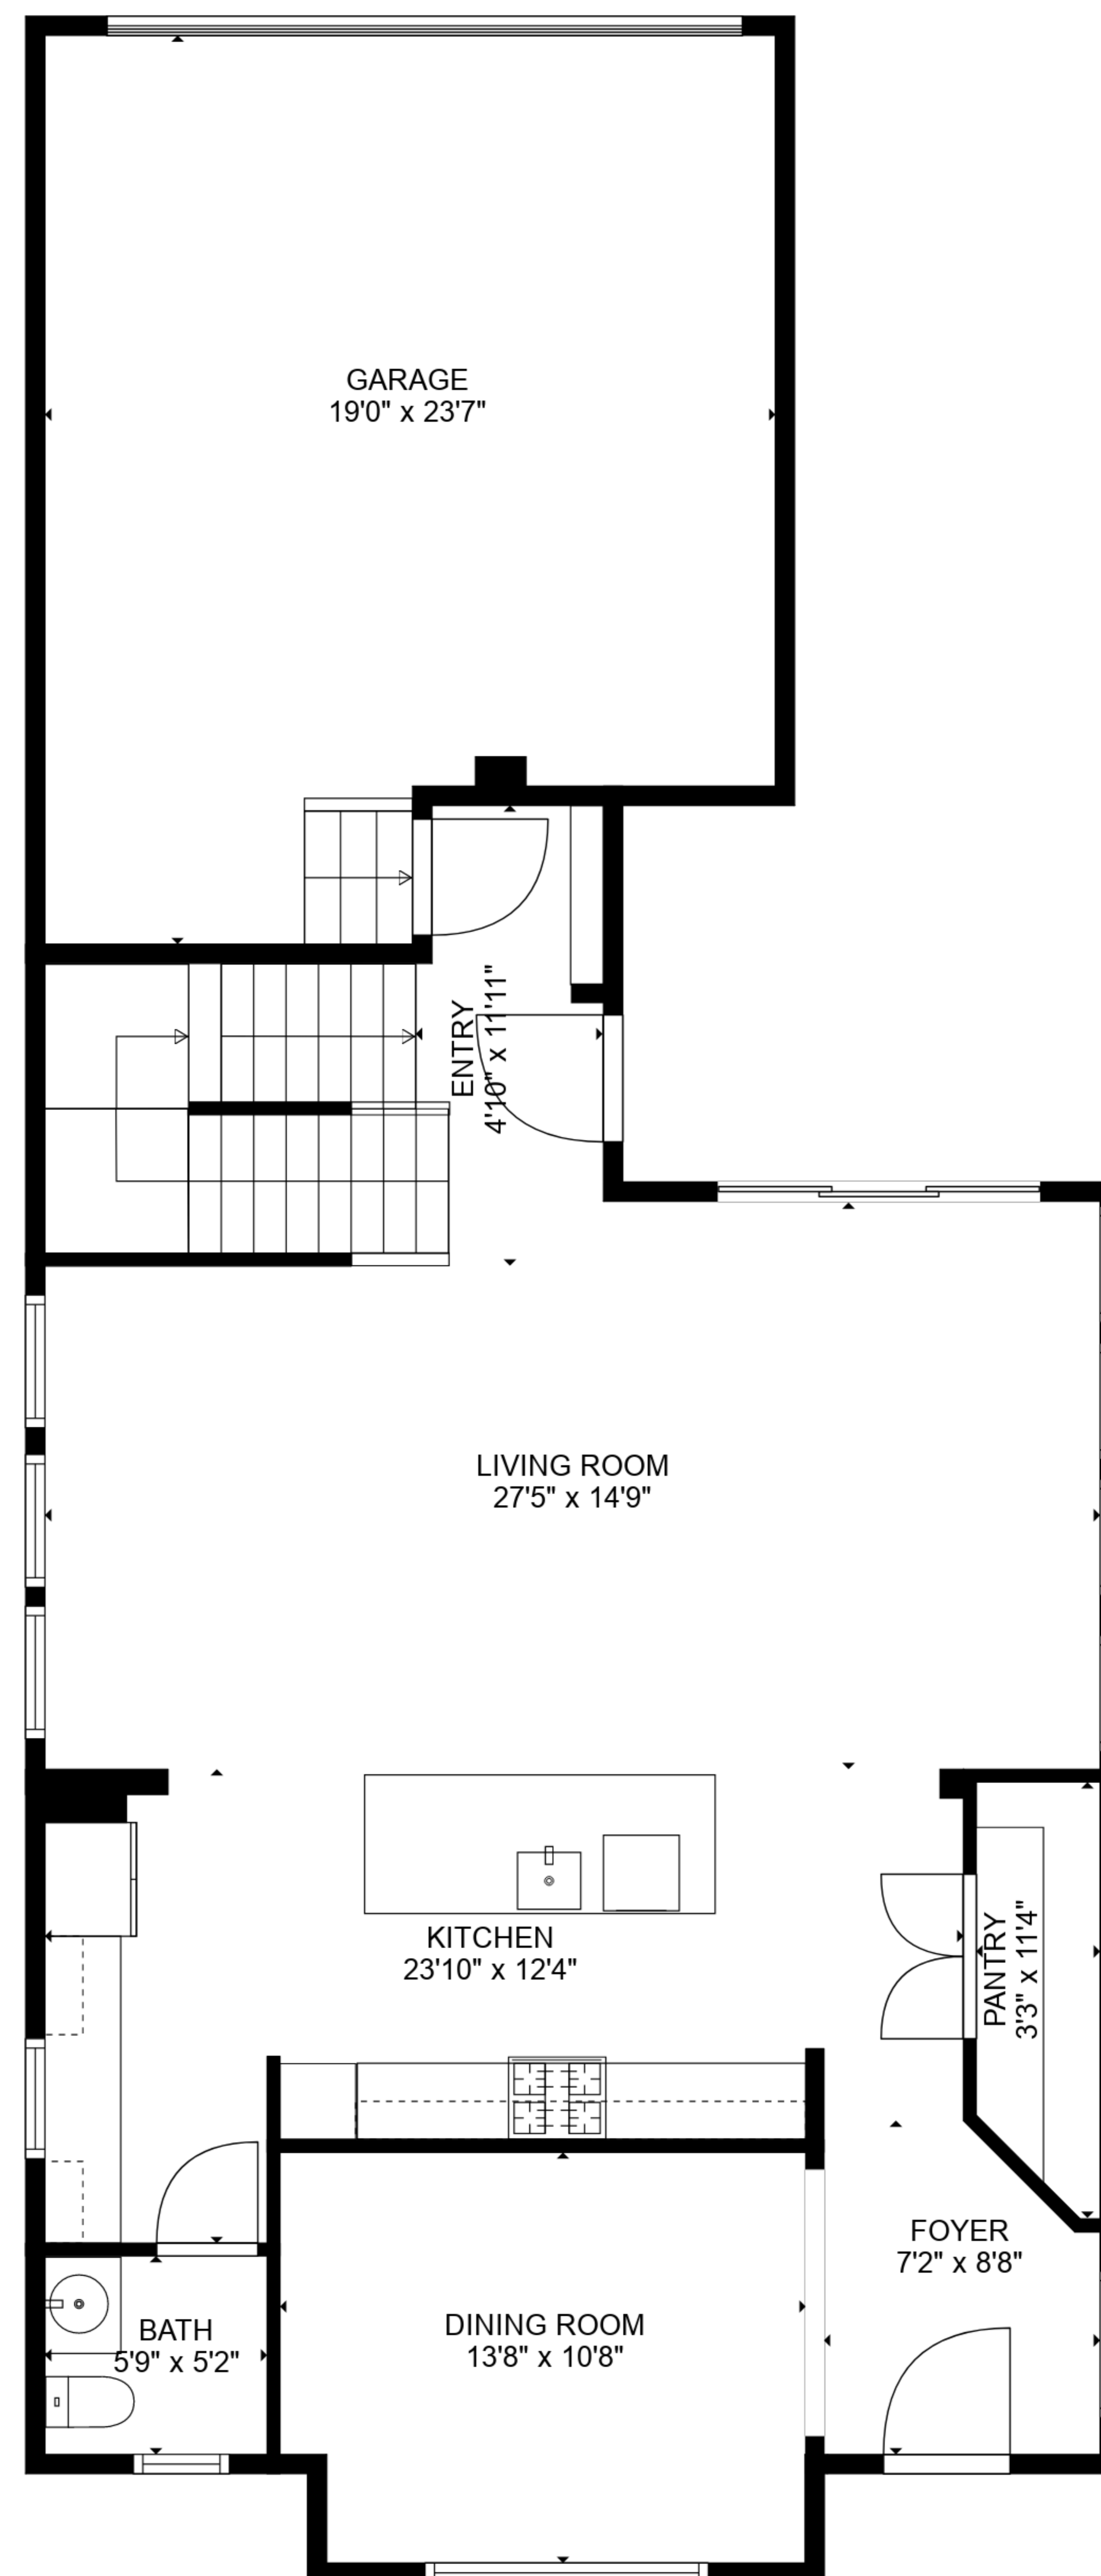 GARAGE
19'0" x 23'7"
ENTRY
4'10" x 11'11"
LIVING ROOM
27'5" x 14'9"
KITCHEN
23'10" x 12'4"
PANTRY
3'3" x 11'4"
FOYER
7'2" x 8'8"
DINING ROOM
13'8" x 10'8"
BATH
5'9" x 5'2"